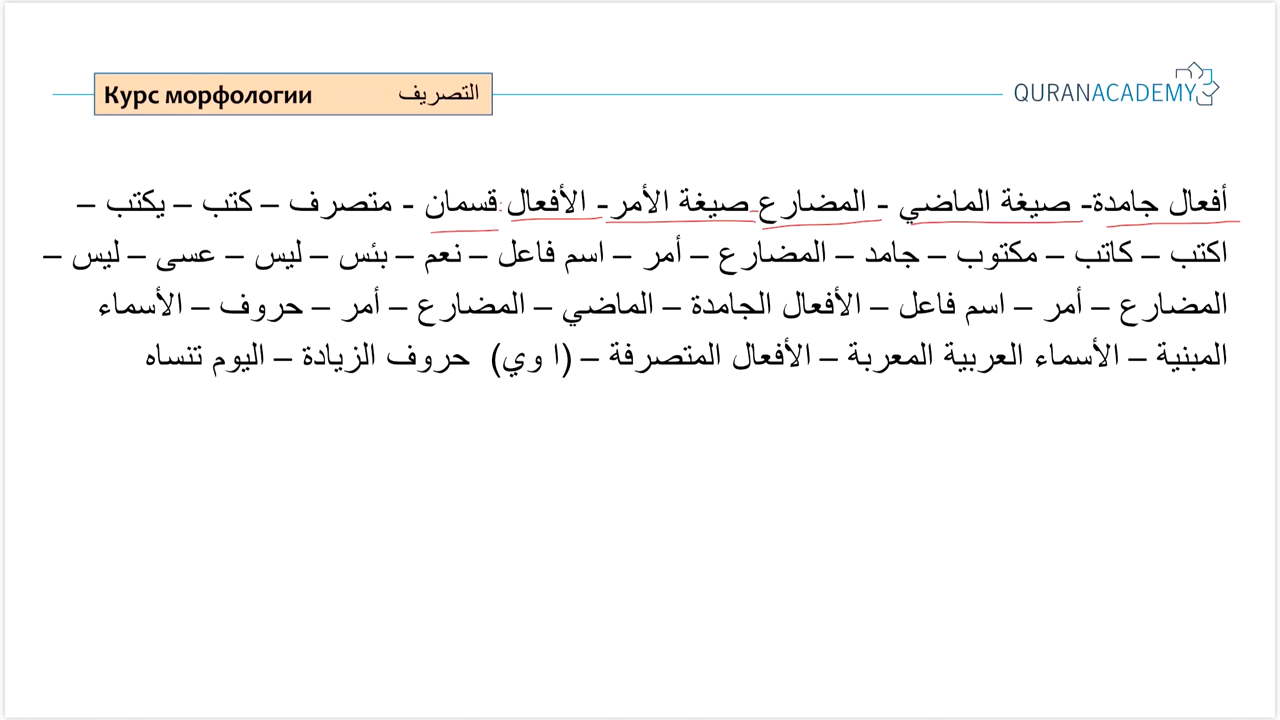 Курс морфологии التصريف
QURANACADEMY
أفعال جامدة- صيغة الماضي - المضارع - صيغة الأمر- الأفعال: قسمان - متصرف – كتب – يكتب –
اكتب – كاتب – مكتوب – جامد – المضارع – أمر – اسم فاعل – نعم – بئس – ليس – عسى – ليس –
المضارع – أمر – اسم فاعل – الأفعال الجامدة – الماضي – المضارع – أمر – حروف – الأسماء
المبنية – الأسماء العربية المعربة – الأفعال المتصرفة – (ا وي) حروف الزيادة – اليوم تنساه